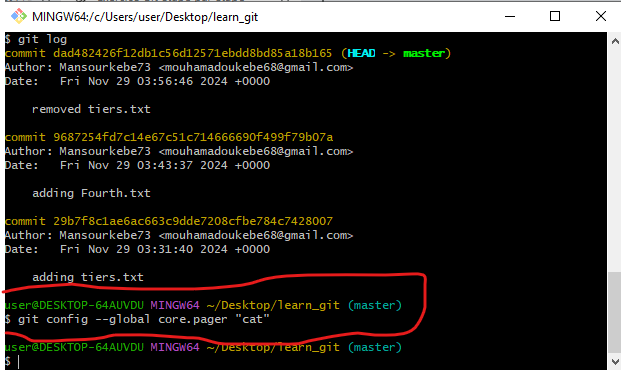 MINGW64:/c/Users/user/Desktop/learn_git
$ git log
commit dad482426f12db1c56d12571ebdd8bd85a18b165 (HEAD -> master)
Author: Mansourkebe73 <mouhamadoukebe68@gmail.com>
Date:   Fri Nov 29 03:56:46 2024 +0000
removed tiers.txt
commit 9687254fd7c14e67c51c714666690f499f79b07a
Author: Mansourkebe73 <mouhamadoukebe68@gmail.com>
Date:   Fri Nov 29 03:43:37 2024 +0000
adding Fourth.txt
commit 29b7f8c1ae6ac663c9dde7208cfbe784c7428007
Author: Mansourkebe73 <mouhamadoukebe68@gmail.com>
Date:   Fri Nov 29 03:31:40 2024 +0000
adding tiers.txt
user@DESKTOP-64AUVDU MINGW64 ~/Desktop/learn_git (master)
$ git config --global core.pager "cat"
user@DESKTOP-64AUVDU MINGW64 ~/Desktop/learn_git (master)
$